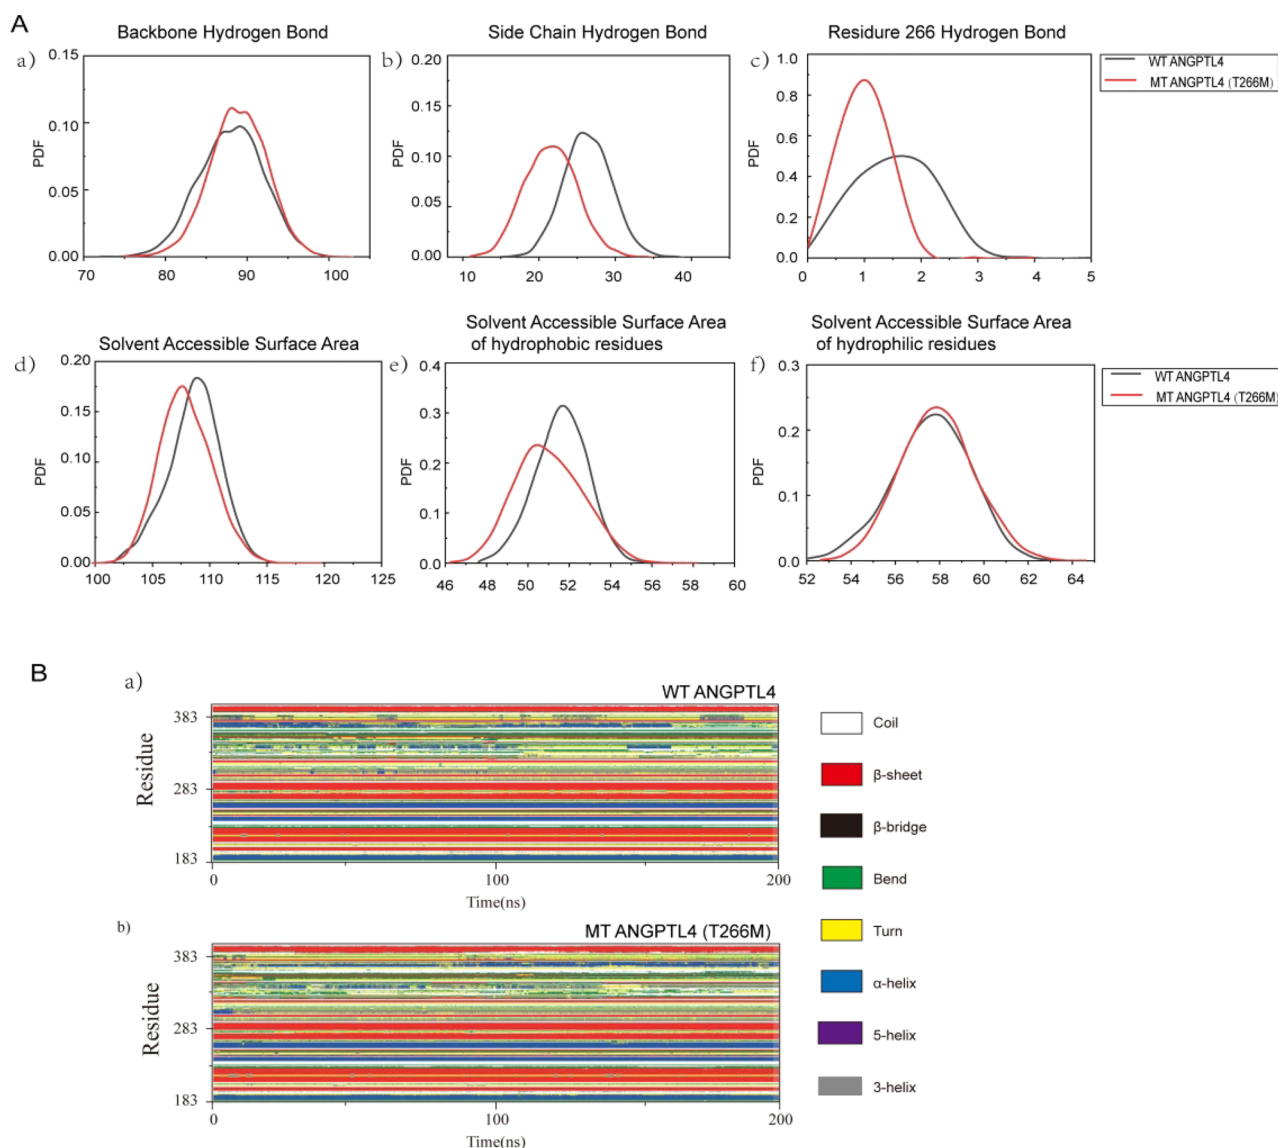 A
Backbone Hydrogen Bond
a)
PDF
0.15
0.10
0.05
0.00
70
80
90
100
Side Chain Hydrogen Bond
b)
PDF
0.20
0.15
0.10
0.05
0.00
10
20
30
40
Residure 266 Hydrogen Bond
c)
PDF
1.0
0.8
0.6
0.4
0.2
0.0
0
1
2
3
4
5
WT ANGPTL4
MT ANGPTL4 (T266M)
Solvent Accessible Surface Area
d)
PDF
0.20
0.15
0.10
0.05
0.00
100
105
110
115
120
125
Solvent Accessible Surface Area
of hydrophobic residues
e)
PDF
0.4
0.3
0.2
0.1
0.0
46
48
50
52
54
56
58
60
Solvent Accessible Surface Area
of hydrophilic residues
f)
PDF
0.3
0.2
0.1
0.0
52
54
56
58
60
62
64
WT ANGPTL4
MT ANGPTL4 (T266M)
B
a)
WT ANGPTL4
Residue
383
283
183
0
100
200
Time(ns)
b)
MT ANGPTL4 (T266M)
Residue
383
283
183
0
100
200
Time(ns)
Coil
β-sheet
β-bridge
Bend
Turn
α-helix
5-helix
3-helix